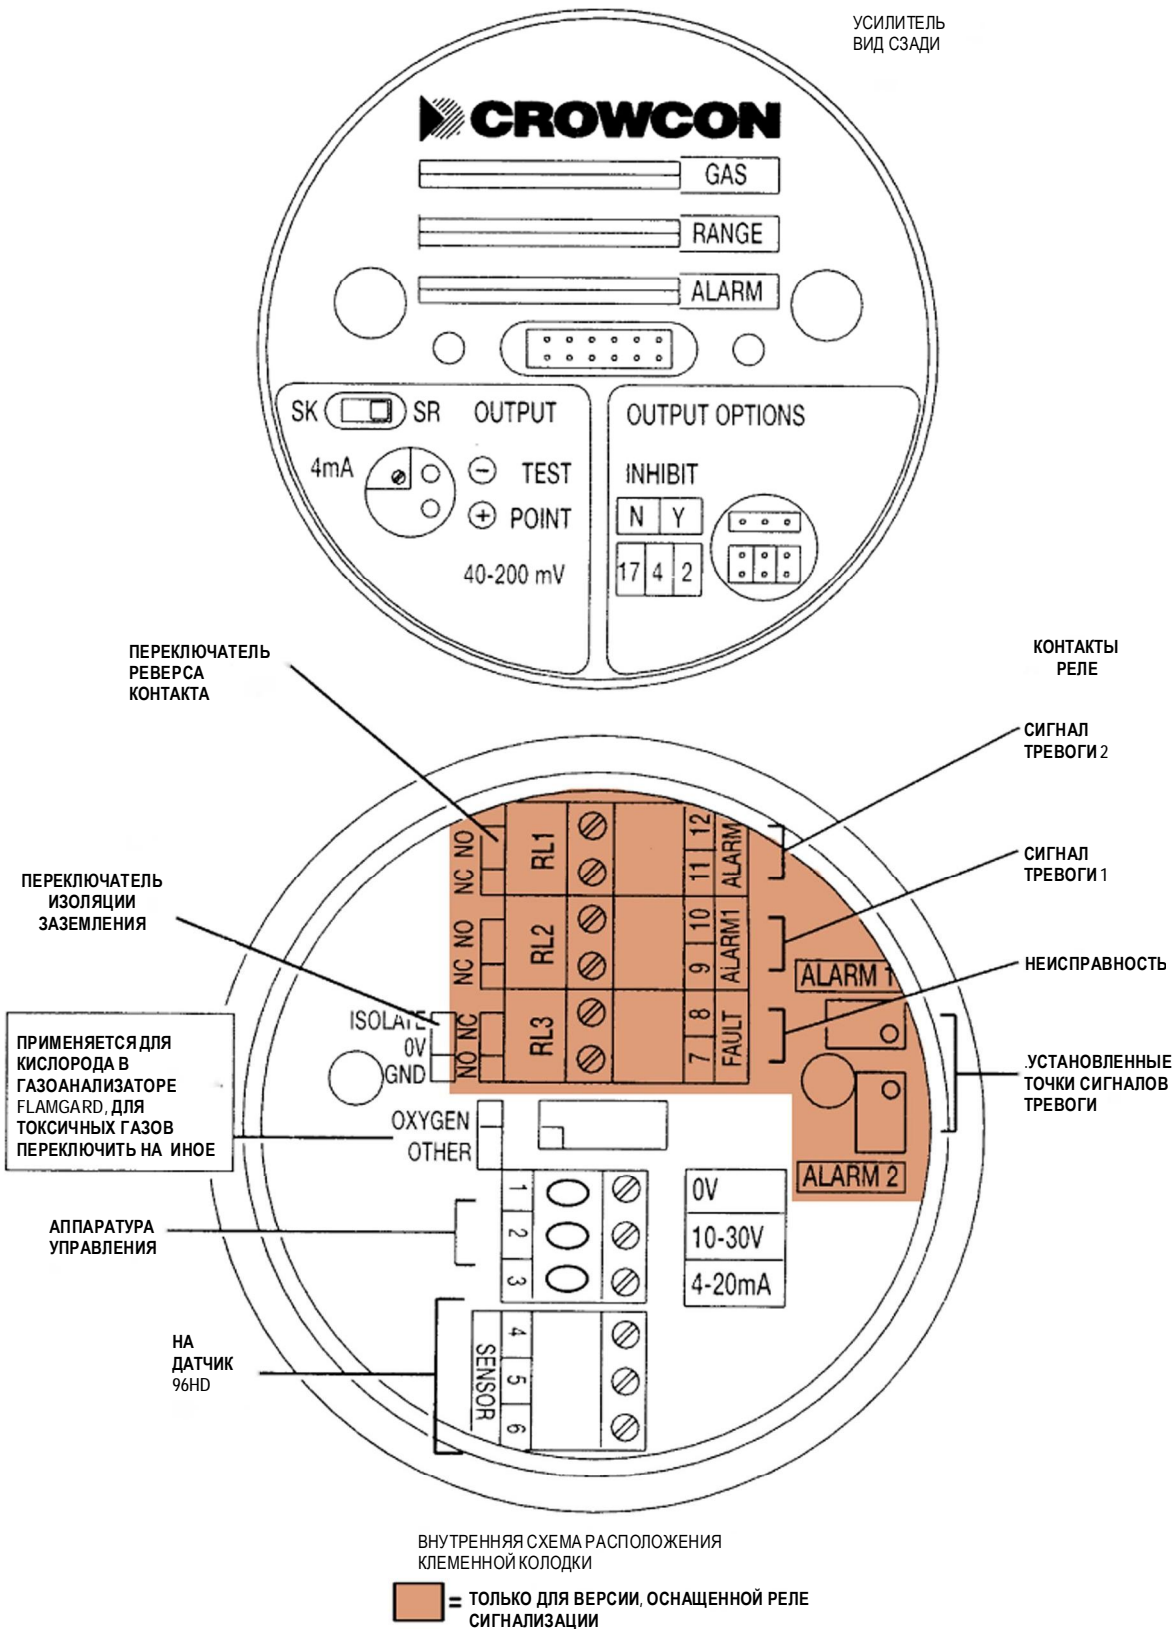 УСИЛИТЕЛЬ
ВИД СЗАДИ
CROWCON
GAS
RANGE
ALARM
SK SR OUTPUT
4mA
- TEST
+ POINT
40-200 mV
OUTPUT OPTIONS
INHIBIT
N Y
17 4 2
ПЕРЕКЛЮЧАТЕЛЬ
РЕВЕРСА
КОНТАКТА
КОНТАКТЫ
РЕЛЕ
СИГНАЛ
ТРЕВОГИ 2
СИГНАЛ
ТРЕВОГИ 1
НЕИСПРАВНОСТЬ
.УСТАНОВЛЕННЫЕ
ТОЧКИ СИГНАЛОВ
ТРЕВОГИ
ПЕРЕКЛЮЧАТЕЛЬ
ИЗОЛЯЦИИ
ЗАЗЕМЛЕНИЯ
ПРИМЕНЯЕТСЯ ДЛЯ
КИСЛОРОДА В
ГАЗОАНАЛИЗАТОРЕ
FLAMGARD, ДЛЯ
ТОКСИЧНЫХ ГАЗОВ
ПЕРЕКЛЮЧИТЬ НА ИНОЕ
АППАРАТУРА
УПРАВЛЕНИЯ
НА
ДАТЧИК
96HD
NC NO
RL1
11 12
ALARM
NC NO
RL2
9 10
ALARM1
NO NC
RL3
7 8
FAULT
ALARM 1
ALARM 2
ISOLATE
0V
GND
OXYGEN
OTHER
1
2
3
0V
10-30V
4-20mA
SENSOR
4
5
6
ВНУТРЕННЯЯ СХЕМА РАСПОЛОЖЕНИЯ
КЛЕМЕННОЙ КОЛОДКИ
= ТОЛЬКО ДЛЯ ВЕРСИИ, ОСНАЩЕННОЙ РЕЛЕ
СИГНАЛИЗАЦИИ